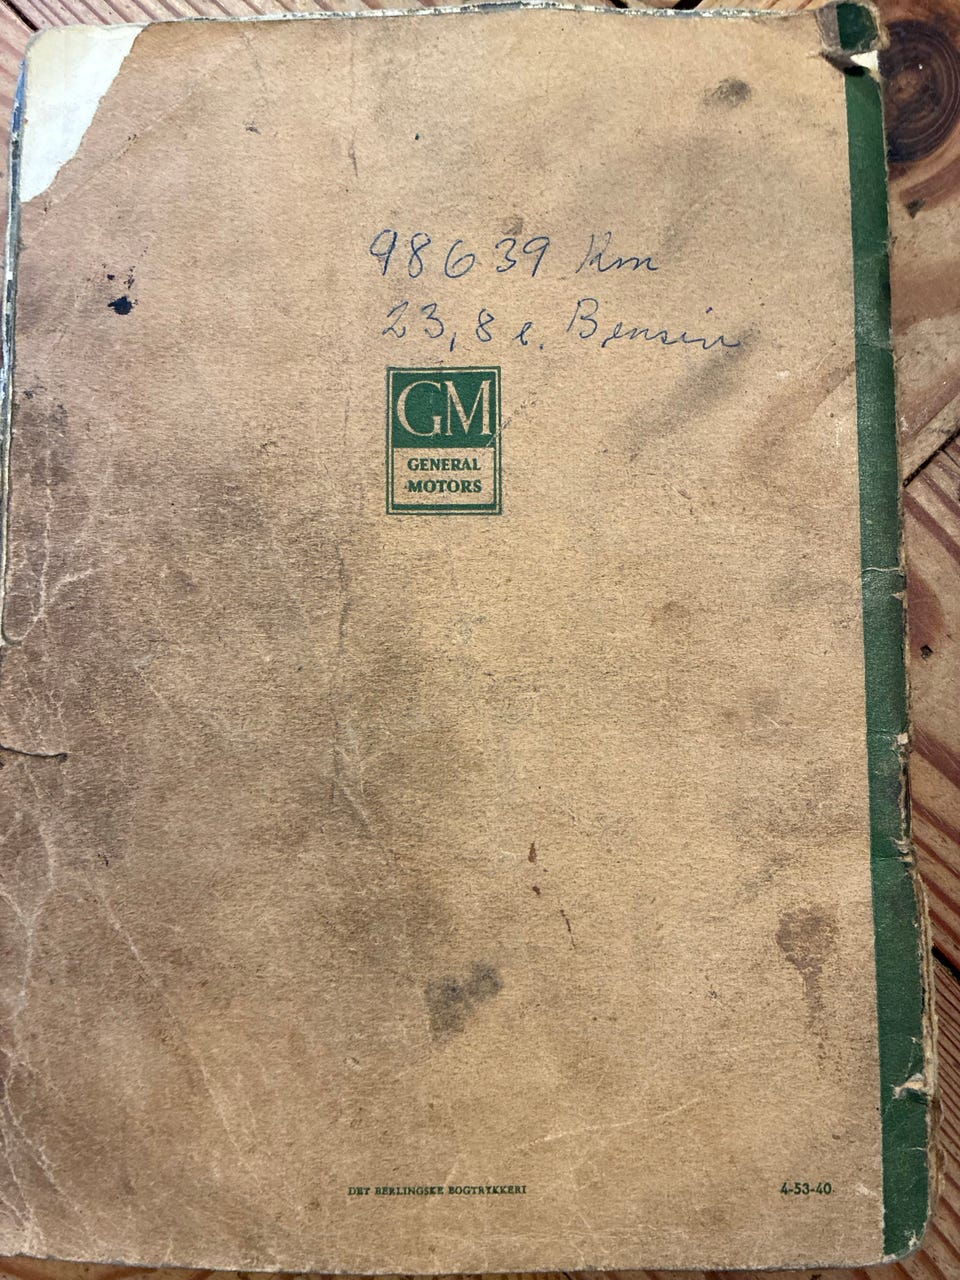 98639 Km
23,8 l. Bensin
GM
GENERAL
MOTORS
DET BERLINGSKE BOGTRYKKERI
4-53-40